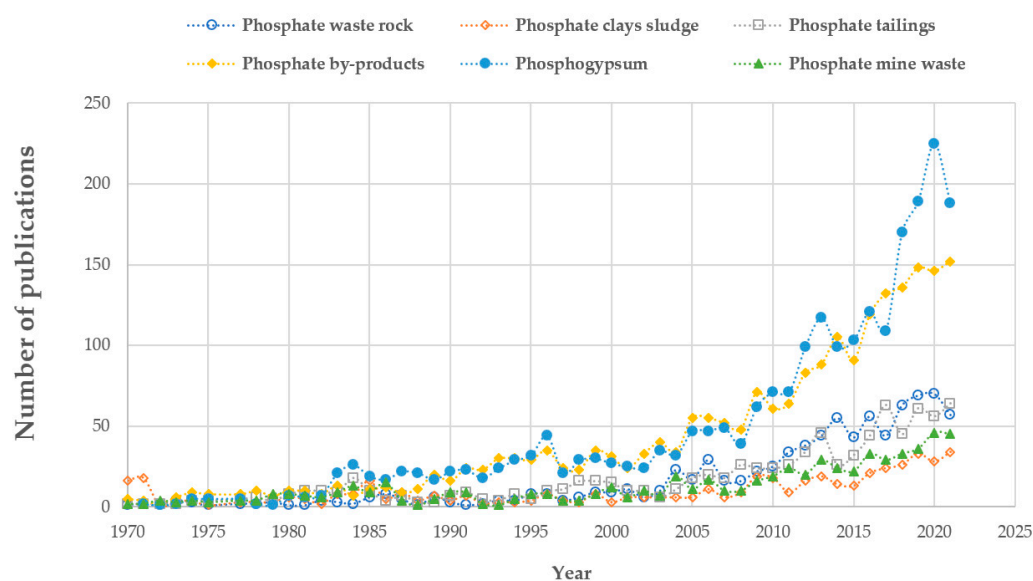 Phosphate waste rock Phosphate clays sludge Phosphate tailings
Phosphate by-products Phosphogypsum Phosphate mine waste
250
200
150
100
50
0
Number of publications
1970 1975 1980 1985 1990 1995 2000 2005 2010 2015 2020 2025
Year